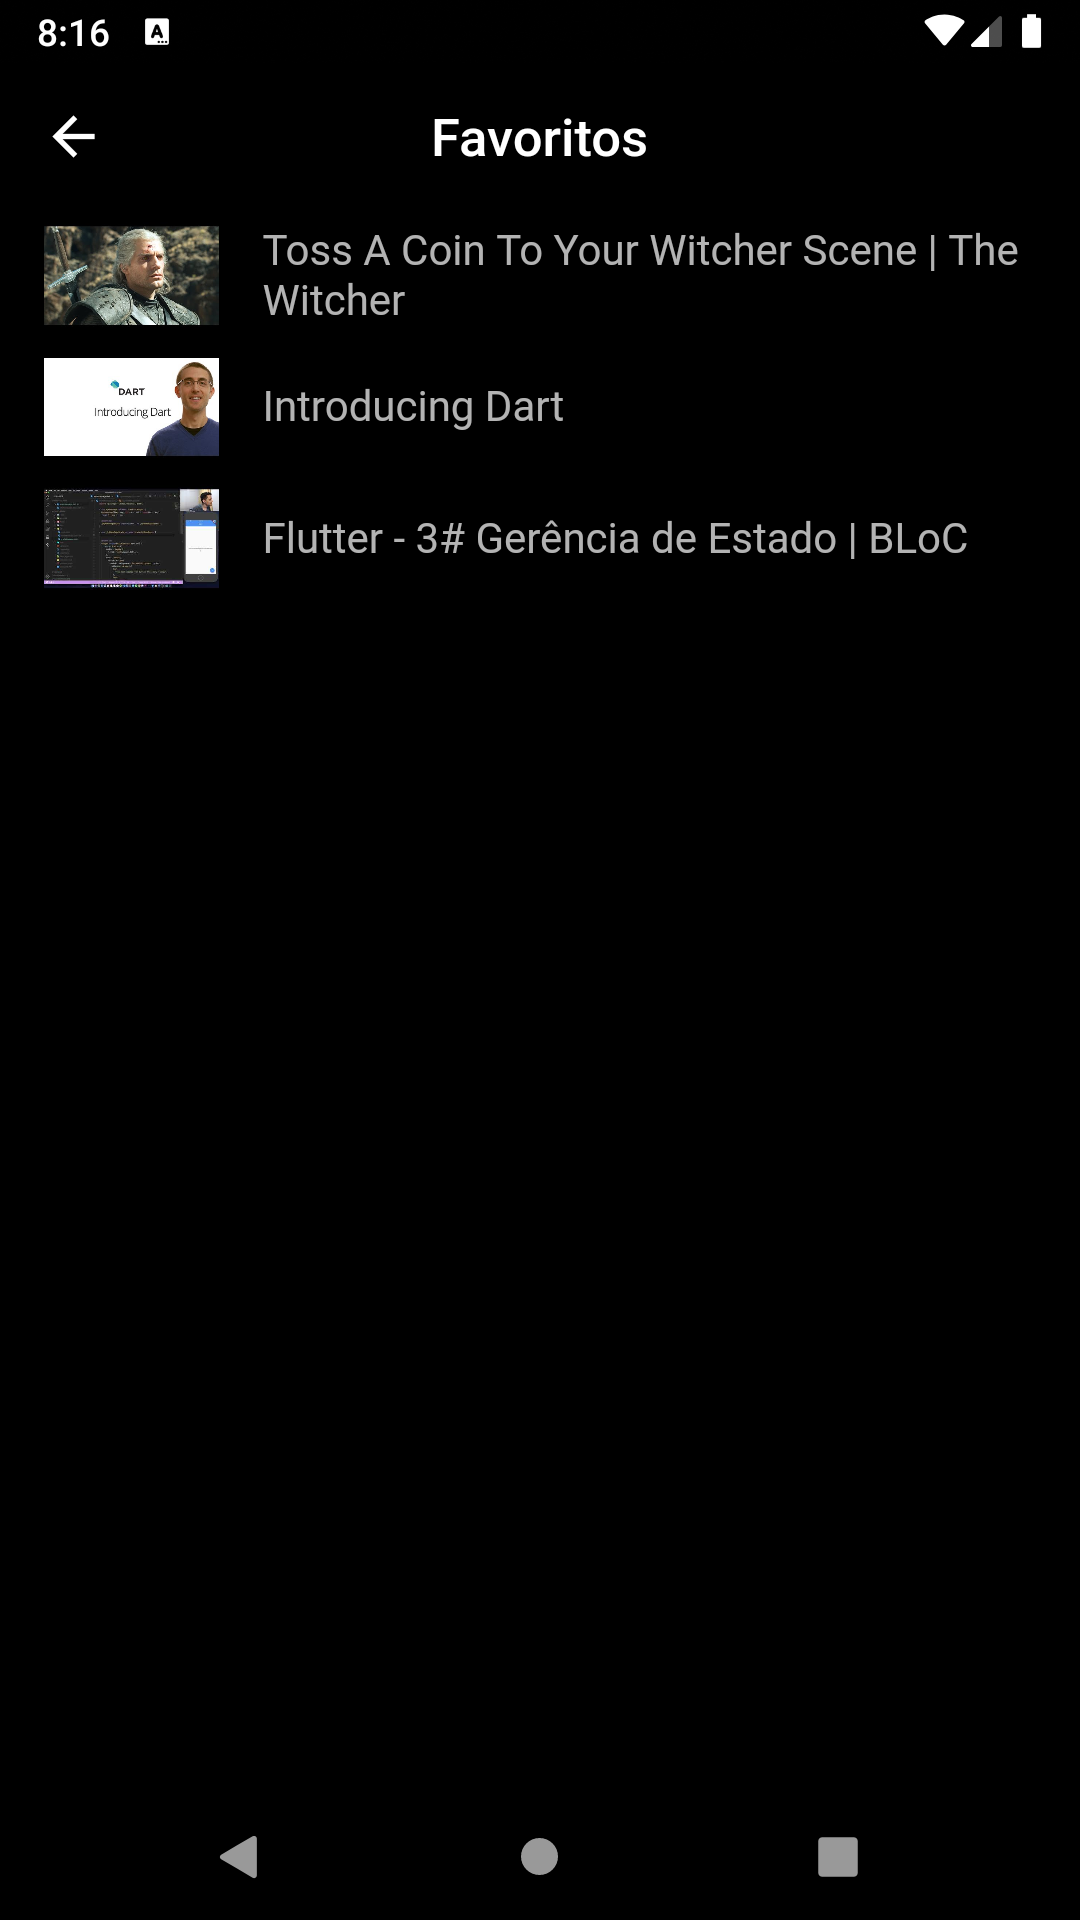 8:16
Favoritos
Toss A Coin To Your Witcher Scene | The
Witcher
DART
Introducing Dart
Introducing Dart
Flutter - 3# Gerência de Estado | BLoC